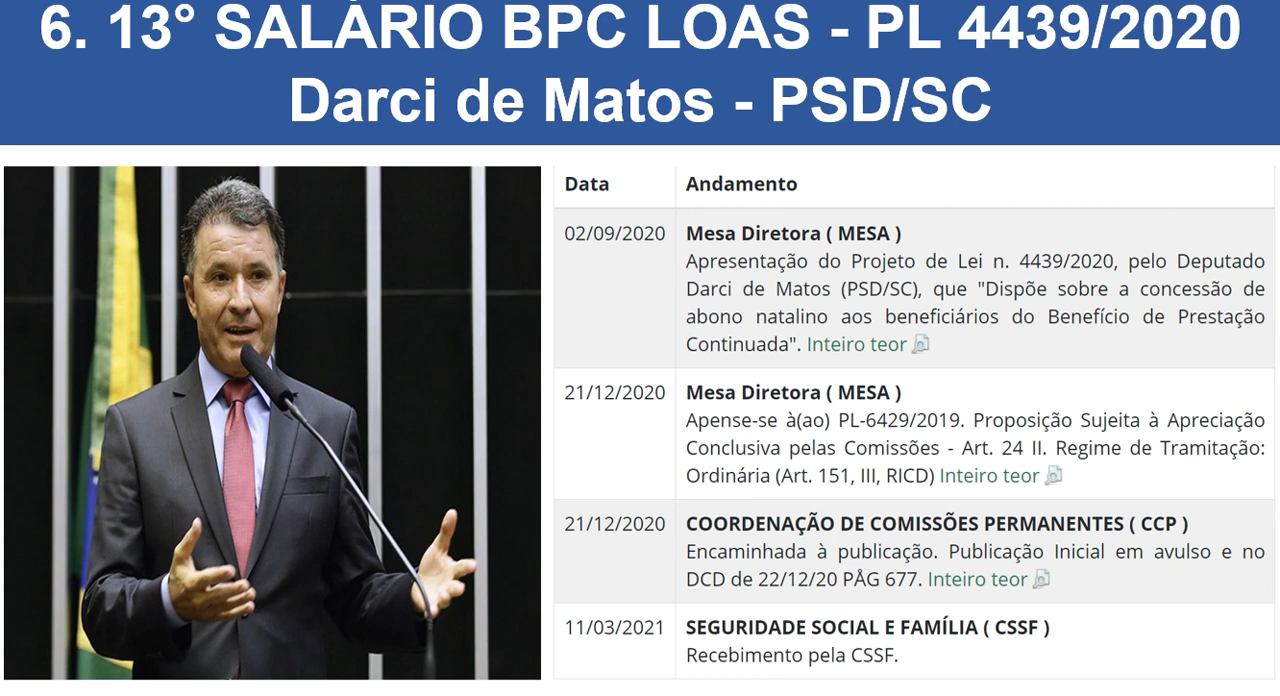 6. 13° SALÁRIO BPC LOAS - PL 4439/2020
Darci de Matos - PSD/SC
Data Andamento
02/09/2020 Mesa Diretora ( MESA )
Apresentação do Projeto de Lei n. 4439/2020, pelo Deputado
Darci de Matos (PSD/SC), que "Dispõe sobre a concessão de
abono natalino aos beneficiários do Benefício de Prestação
Continuada". Inteiro teor
21/12/2020 Mesa Diretora ( MESA )
Apense-se à(ao) PL-6429/2019. Proposição Sujeita à Apreciação
Conclusiva pelas Comissões - Art. 24 II. Regime de Tramitação:
Ordinária (Art. 151, III, RICD) Inteiro teor
21/12/2020 COORDENAÇÃO DE COMISSÕES PERMANENTES ( CCP )
Encaminhada à publicação. Publicação Inicial em avulso e no
DCD de 22/12/20 PÅG 677. Inteiro teor
11/03/2021 SEGURIDADE SOCIAL E FAMÍLIA ( CSSF )
Recebimento pela CSSF.